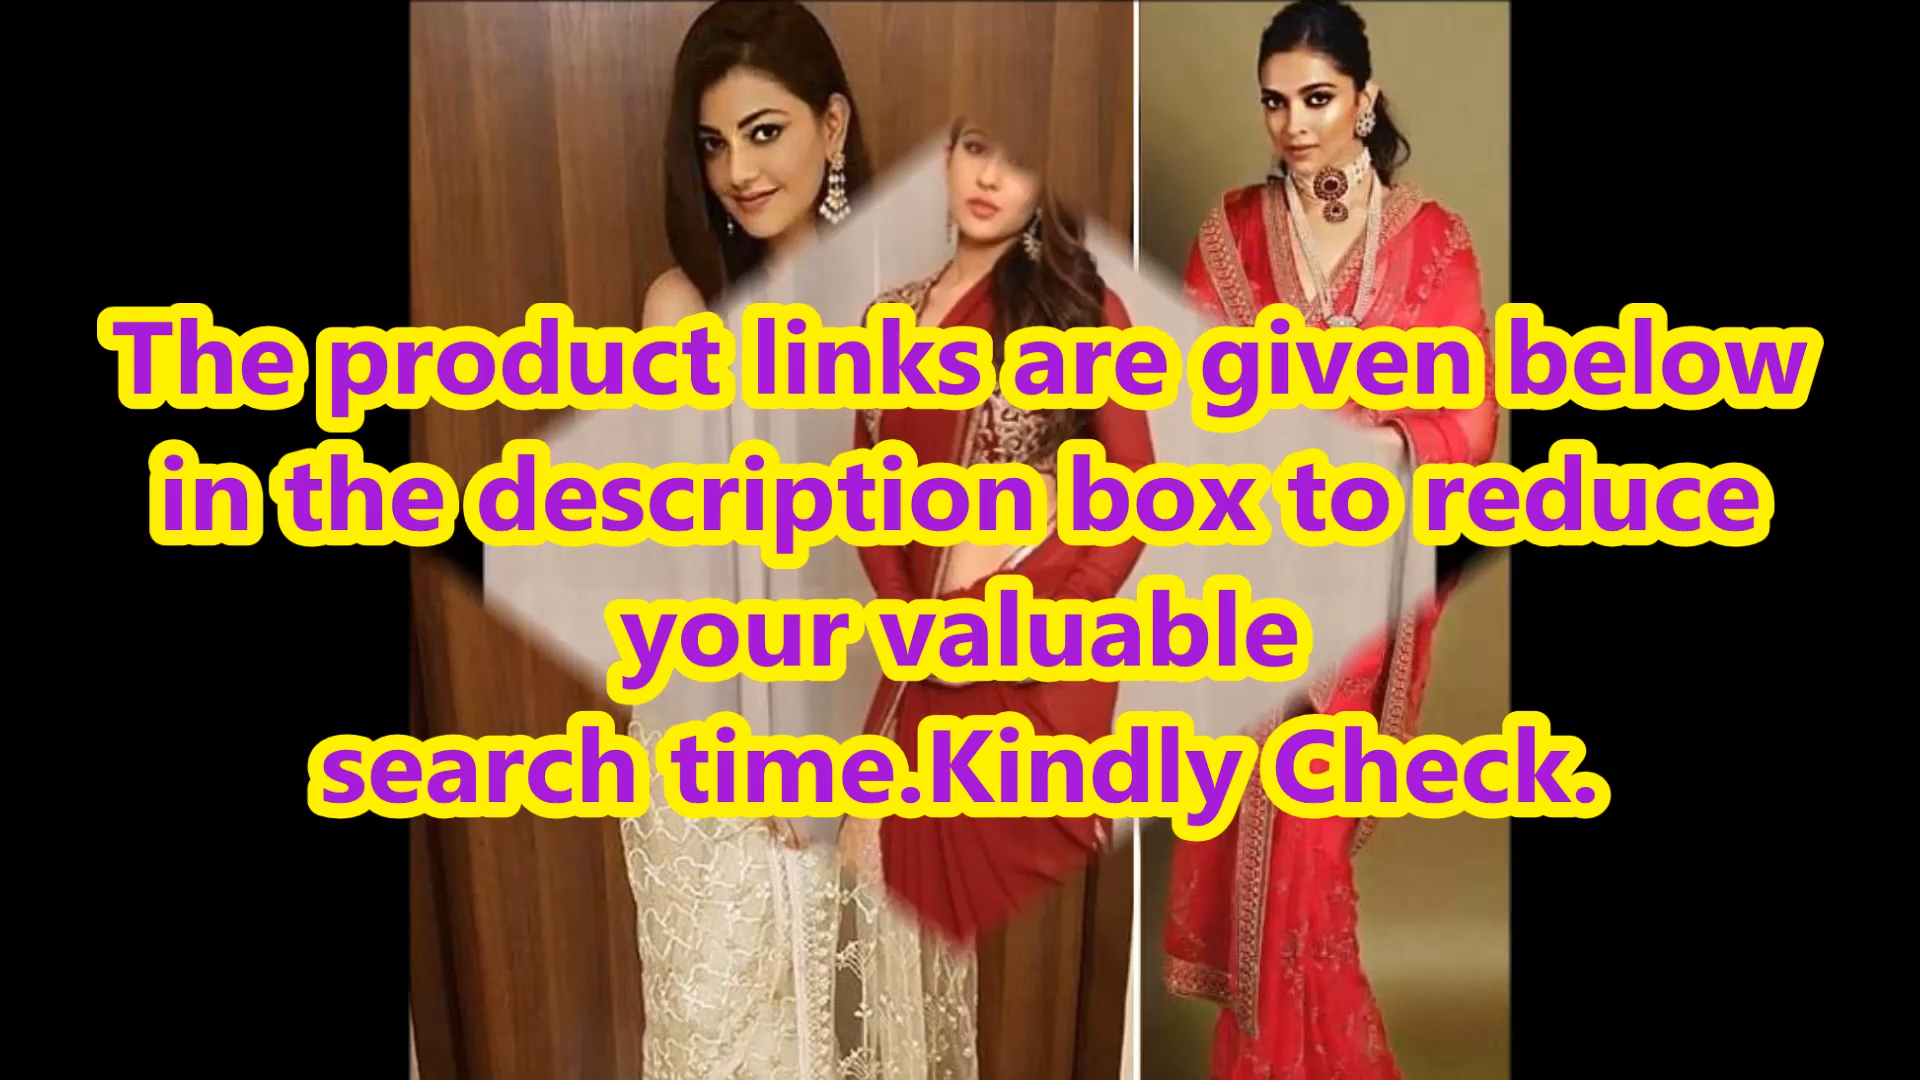 The product links are given below
in the description box to reduce
your valuable
search time.Kindly Check.